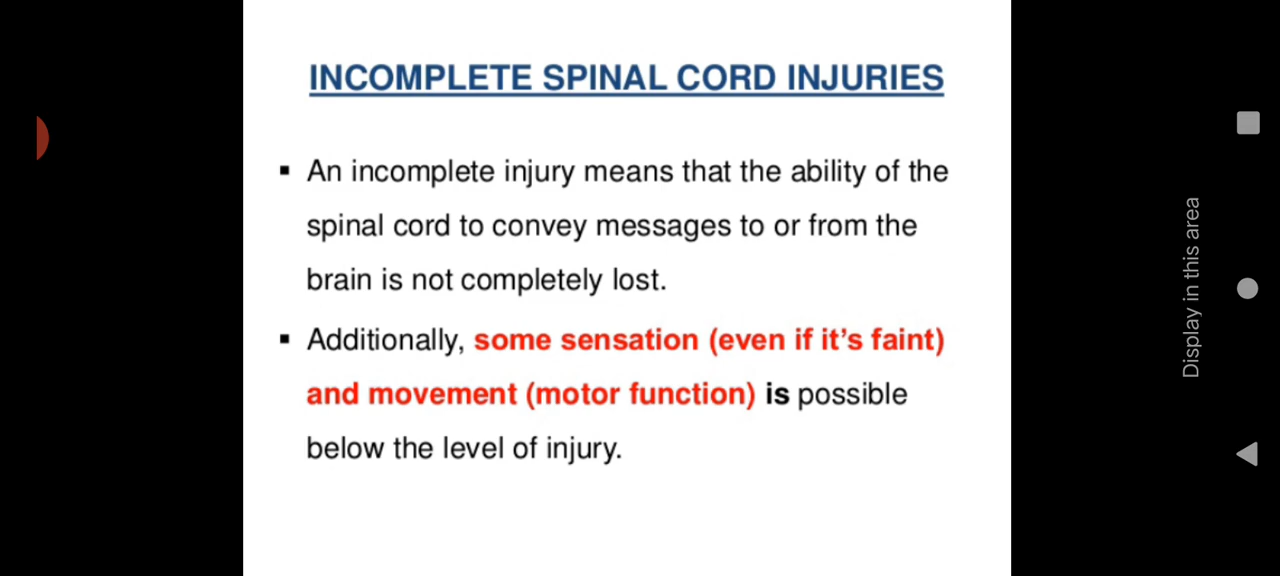 INCOMPLETE SPINAL CORD INJURIES
▪ An incomplete injury means that the ability of the
spinal cord to convey messages to or from the
brain is not completely lost.
▪ Additionally, some sensation (even if it’s faint)
and movement (motor function) is possible
below the level of injury.
Display in this area